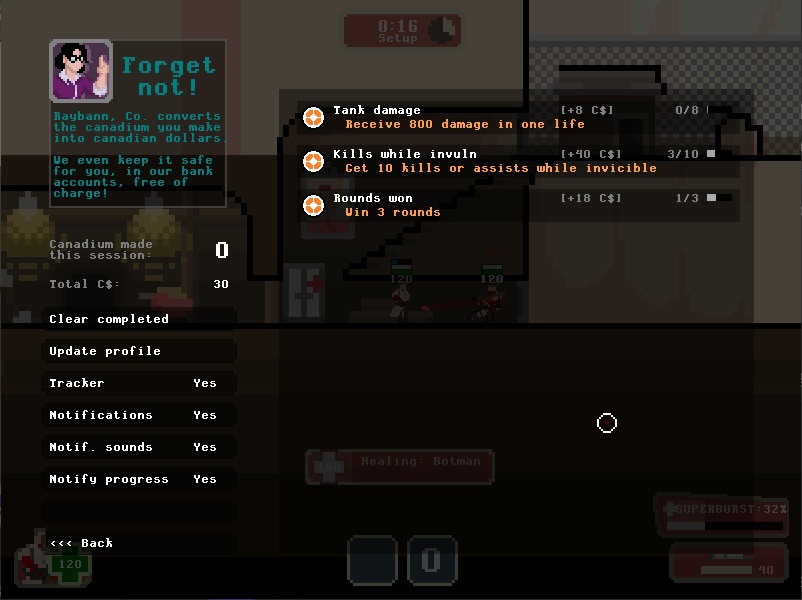 0:16
Setup
Forget
not!
Raybann, Co. converts
the canadium you make
into canadian dollars.
We even keep it safe
for you, in our bank
accounts, free of
charge!
Tank damage [+8 C$] 0/8
Receive 800 damage in one life
Kills while invuln [+40 C$] 3/10
Get 10 kills or assists while invicible
Rounds won [+18 C$] 1/3
Win 3 rounds
Canadium made
this session: 0
Total C$: 30
120 120
Clear completed
Update profile
Tracker Yes
Notifications Yes
Notif. sounds Yes
Notify progress Yes
Healing: Botman
SUPERBURST:32%
<<< Back
120
0
40